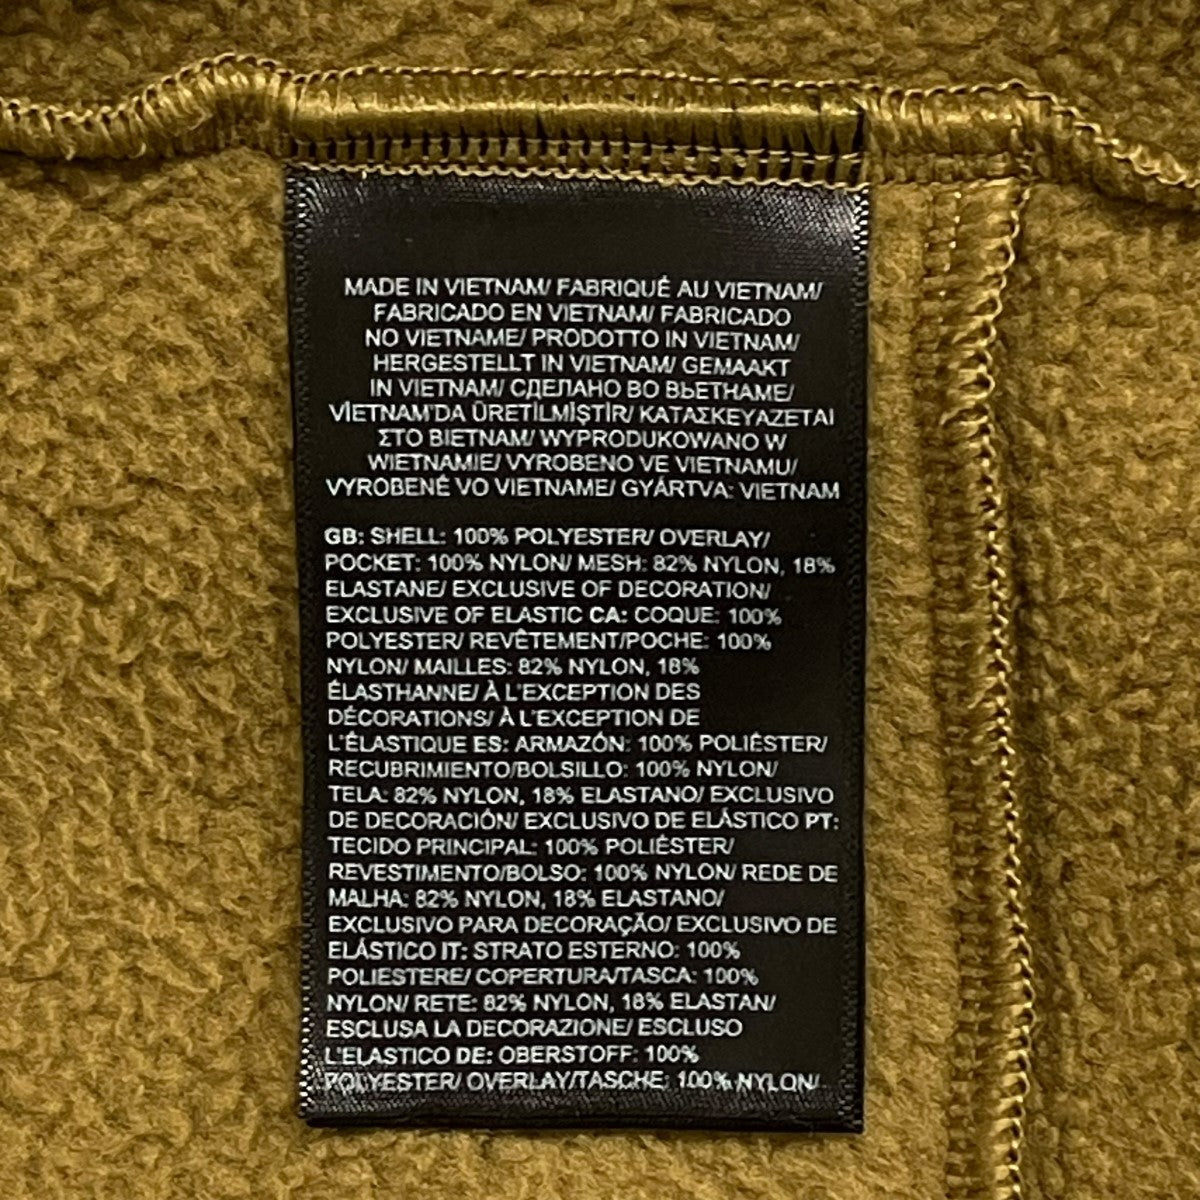 MADE IN VIETNAM/ FABRIQUÉ AU VIETNAM/
FABRICADO EN VIETNAM/ FABRICADO
NO VIETNAME/ PRODOTTO IN VIETNAM/
HERGESTELLT IN VIETNAM/ GEMAAKT
IN VIETNAM/ СДЕЛАНО ВО ВЬЕТНАМЕ/
VİETNAM'DA ÜRETİLMİŞTİR/ ΚΑΤΑΣΚΕΥΑΖΕΤΑΙ
ΣΤΟ ΒΙΕΤΝΑΜ/ WYPRODUKOWANO W
WIETNAMIE/ VYROBENO VE VIETNAMU/
VYROBENÉ VO VIETNAME/ GYÁRTVA: VIETNAM
GB: SHELL: 100% POLYESTER/ OVERLAY/
POCKET: 100% NYLON/ MESH: 82% NYLON, 18%
ELASTANE/ EXCLUSIVE OF DECORATION/
EXCLUSIVE OF ELASTIC CA: COQUE: 100%
POLYESTER/ REVÊTEMENT/POCHE: 100%
NYLON/ MAILLES: 82% NYLON, 18%
ÉLASTHANNE/ À L'EXCEPTION DES
DÉCORATIONS/ À L'EXCEPTION DE
L'ÉLASTIQUE ES: ARMAZÓN: 100% POLIÉSTER/
RECUBRIMIENTO/BOLSILLO: 100% NYLON/
TELA: 82% NYLON, 18% ELASTANO/ EXCLUSIVO
DE DECORACIÓN/ EXCLUSIVO DE ELÁSTICO PT:
TECIDO PRINCIPAL: 100% POLIÉSTER/
REVESTIMENTO/BOLSO: 100% NYLON/ REDE DE
MALHA: 82% NYLON, 18% ELASTANO/
EXCLUSIVO PARA DECORAÇÃO/ EXCLUSIVO DE
ELÁSTICO IT: STRATO ESTERNO: 100%
POLIESTERE/ COPERTURA/TASCA: 100%
NYLON/ RETE: 82% NYLON, 18% ELASTAN/
ESCLUSA LA DECORAZIONE/ ESCLUSO
L'ELASTICO DE: OBERSTOFF: 100%
POLYESTER/ OVERLAY/TASCHE: 100% NYLON/